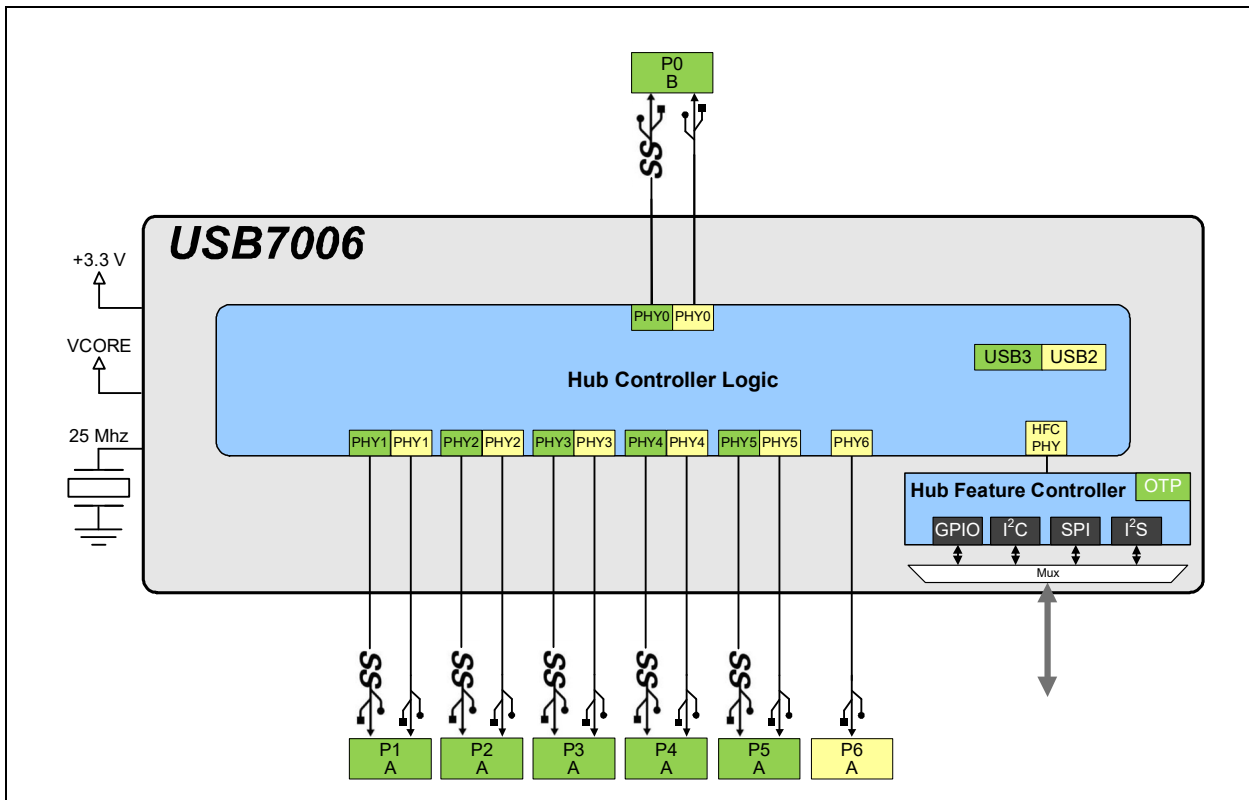 P0
B
SS
USB7006
+3.3 V
VCORE
25 Mhz
PHY0 PHY0
USB3 USB2
Hub Controller Logic
PHY1 PHY1 PHY2 PHY2 PHY3 PHY3 PHY4 PHY4 PHY5 PHY5 PHY6
HFC
PHY
Hub Feature Controller OTP
GPIO I²C SPI I²S
Mux
SS SS SS SS SS
P1 P2 P3 P4 P5 P6
A A A A A A